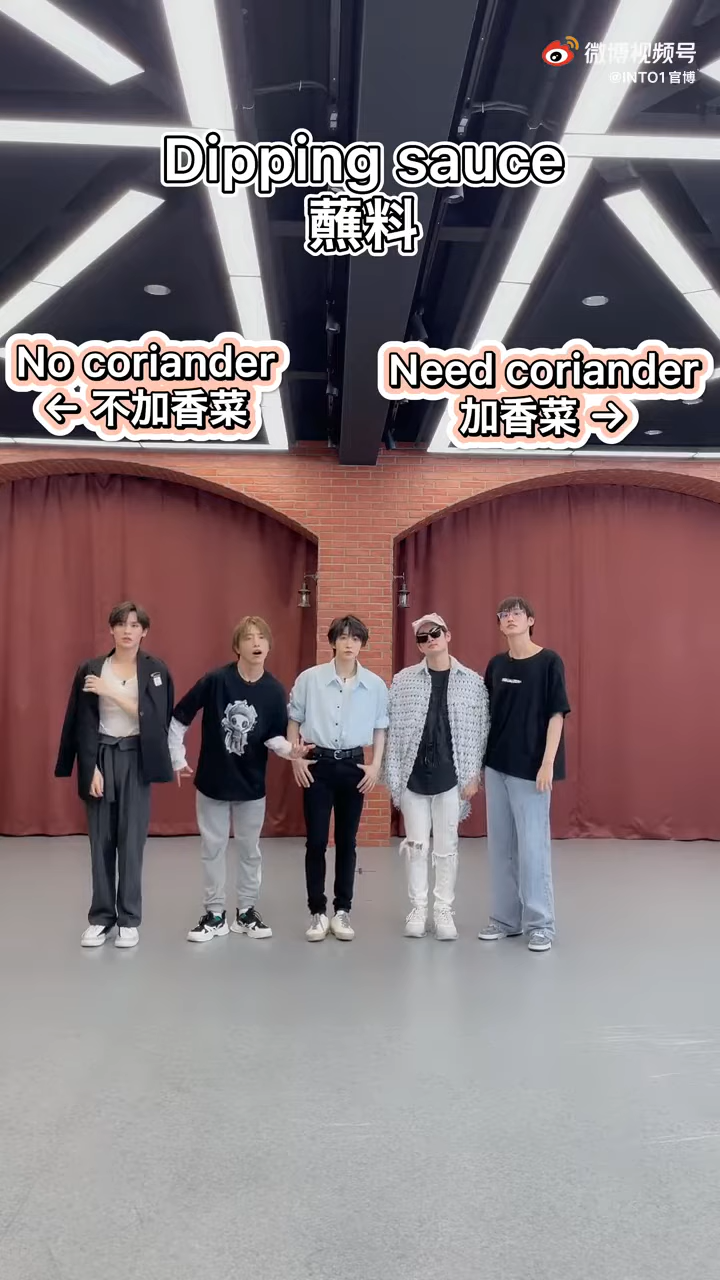 微博视频号
@INTO1官博
Dipping sauce
蘸料
No coriander
← 不加香菜
Need coriander
加香菜 →